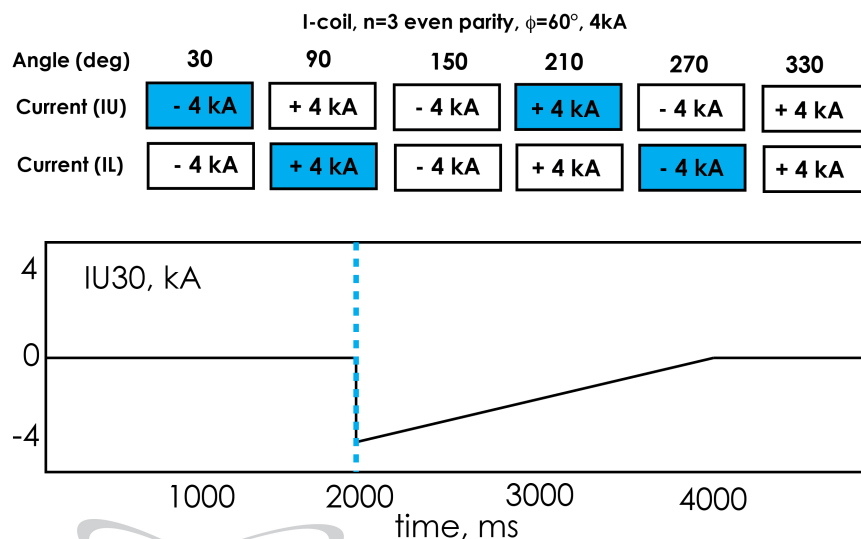 I-coil, n=3 even parity, ϕ=60°, 4kA
Angle (deg) 30 90 150 210 270 330
Current (IU) - 4 kA + 4 kA - 4 kA + 4 kA - 4 kA + 4 kA
Current (IL) - 4 kA + 4 kA - 4 kA + 4 kA - 4 kA + 4 kA
4
IU30, kA
0
-4
1000 2000 3000 4000
time, ms